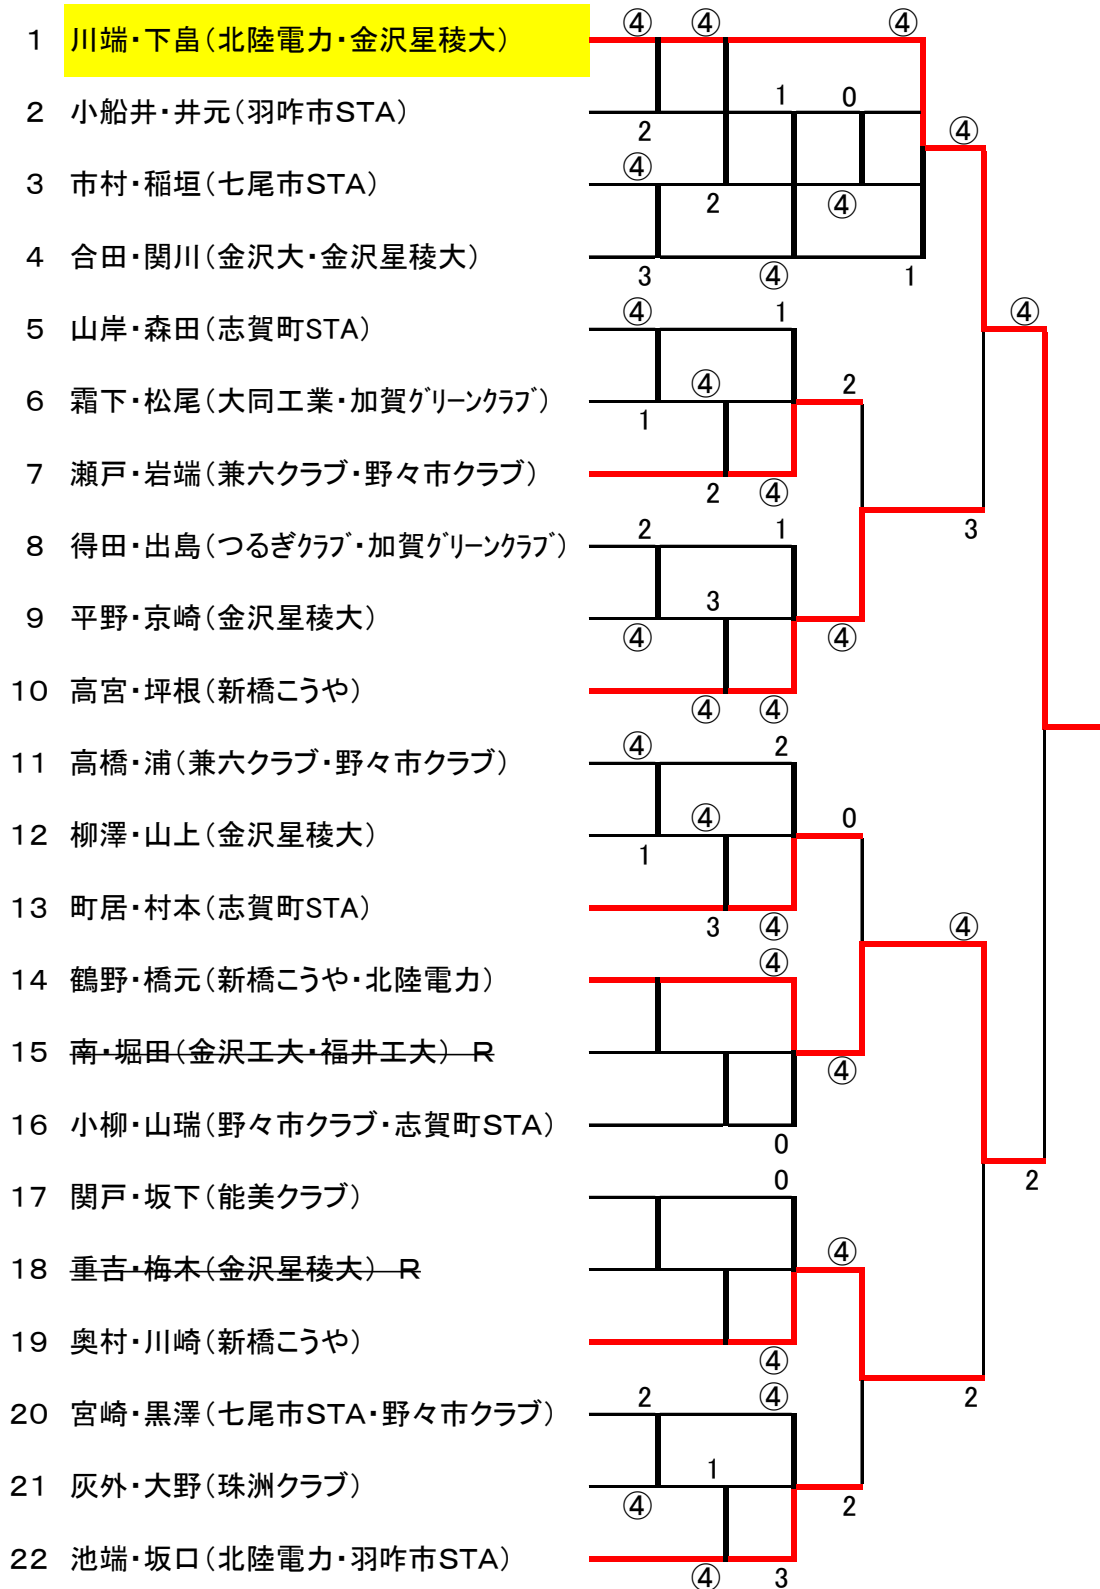 ④ ④ ④
1 川端・下畠(北陸電力・金沢星稜大)
1 0
2 小船井・井元(羽咋市STA)
2 ④
④
3 市村・稲垣(七尾市STA)
2 ④
4 合田・関川(金沢大・金沢星稜大)
3 ④ 1
④ 1 ④
5 山岸・森田(志賀町STA)
④ 2
6 霜下・松尾(大同工業・加賀グリーンクラブ)
1
7 瀬戸・岩端(兼六クラブ・野々市クラブ)
2 ④
2 1 3
8 得田・出島(つるぎクラブ・加賀グリーンクラブ)
3
9 平野・京崎(金沢星稜大)
④ ④
10 高宮・坪根(新橋こうや)
④ ④
④ 2
11 高橋・浦(兼六クラブ・野々市クラブ)
④ 0
12 柳澤・山上(金沢星稜大)
1
13 町居・村本(志賀町STA)
3 ④ ④
④
14 鶴野・橋元(新橋こうや・北陸電力)
15 南・堀田(金沢工大・福井工大) R
④
16 小柳・山瑞(野々市クラブ・志賀町STA)
0
0 2
17 関戸・坂下(能美クラブ)
④
18 重吉・梅木(金沢星稜大) R
19 奥村・川崎(新橋こうや)
④
2 ④ 2
20 宮崎・黒澤(七尾市STA・野々市クラブ)
1
21 灰外・大野(珠洲クラブ)
④ 2
22 池端・坂口(北陸電力・羽咋市STA)
④ 3